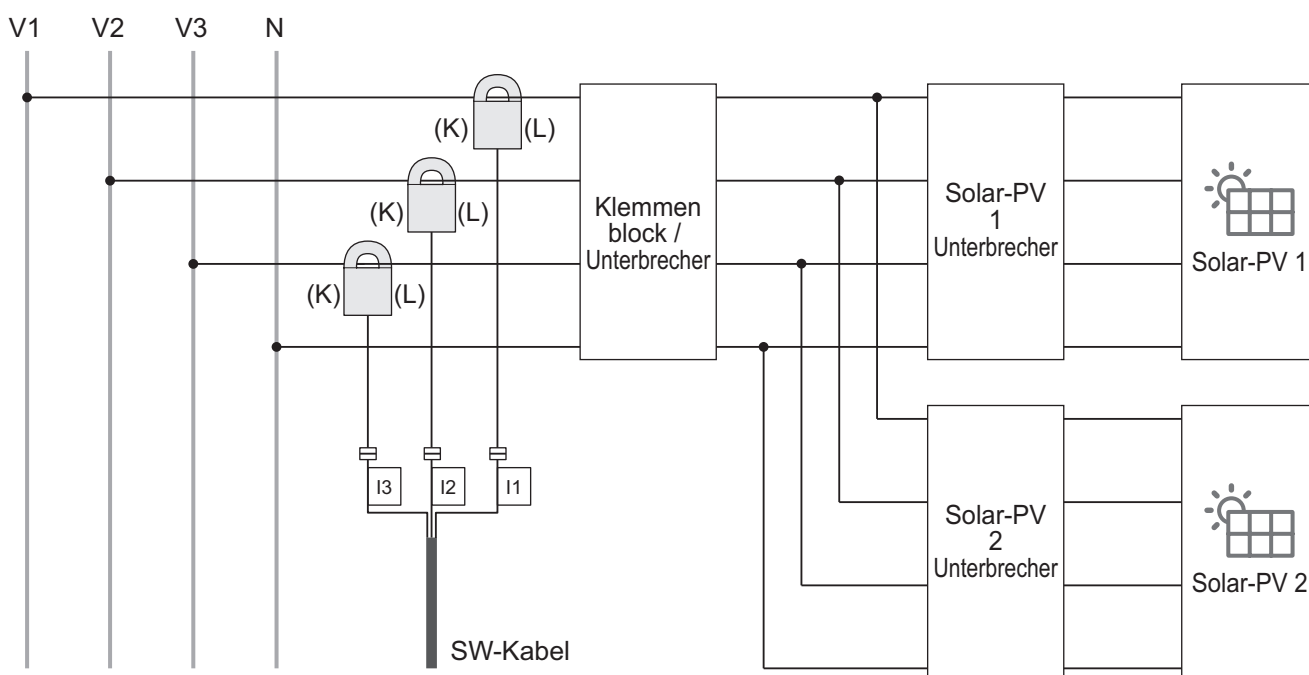 V1 V2 V3 N
(K) (L)
(K) (L)
(K) (L)
Klemmen
block /
Unterbrecher
Solar-PV
1
Unterbrecher
Solar-PV 1
I3 I2 I1
SW-Kabel
Solar-PV
2
Unterbrecher
Solar-PV 2